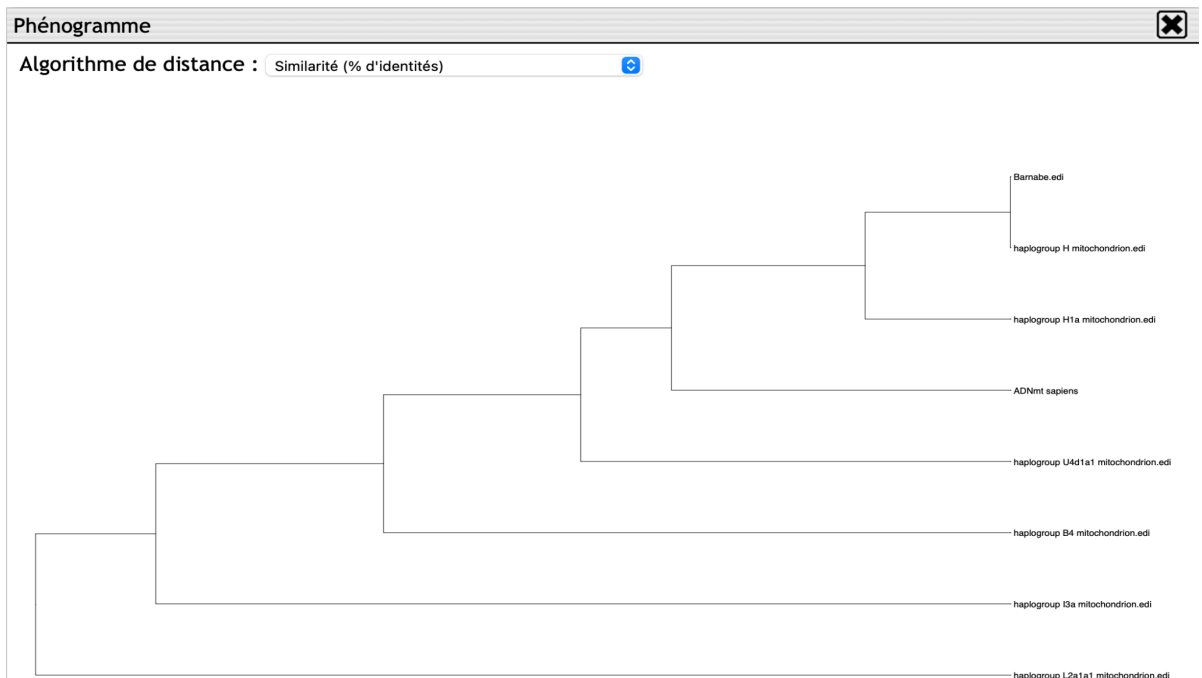 Phénogramme
Algorithme de distance : Similarité (% d'identités)
Barnabe.edi
haplogroup H mitochondrion.edi
haplogroup H1a mitochondrion.edi
ADNmt sapiens
haplogroup U4d1a1 mitochondrion.edi
haplogroup B4 mitochondrion.edi
haplogroup I3a mitochondrion.edi
haplogroup L2a1a1 mitochondrion.edi